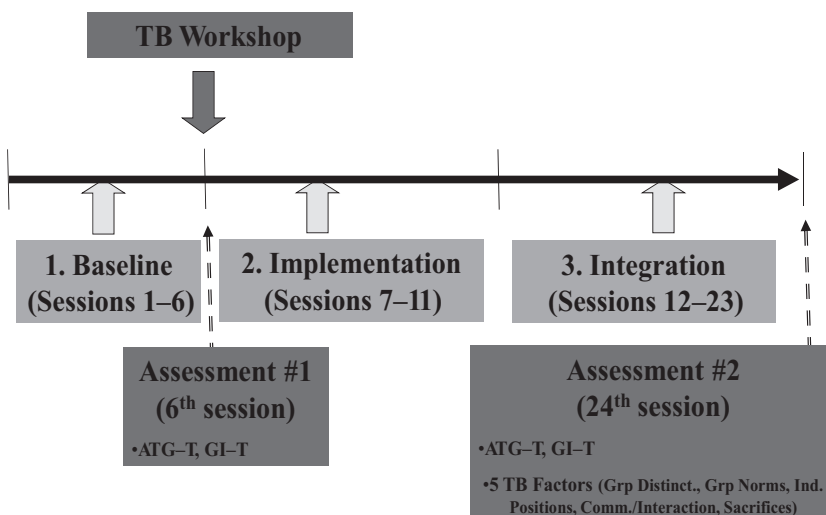 TB Workshop
1. Baseline
(Sessions 1–6)
2. Implementation
(Sessions 7–11)
3. Integration
(Sessions 12–23)
Assessment #1
(6th session)
•ATG–T, GI–T
Assessment #2
(24th session)
•ATG–T, GI–T
•5 TB Factors (Grp Distinct., Grp Norms, Ind.
Positions, Comm./Interaction, Sacrifices)